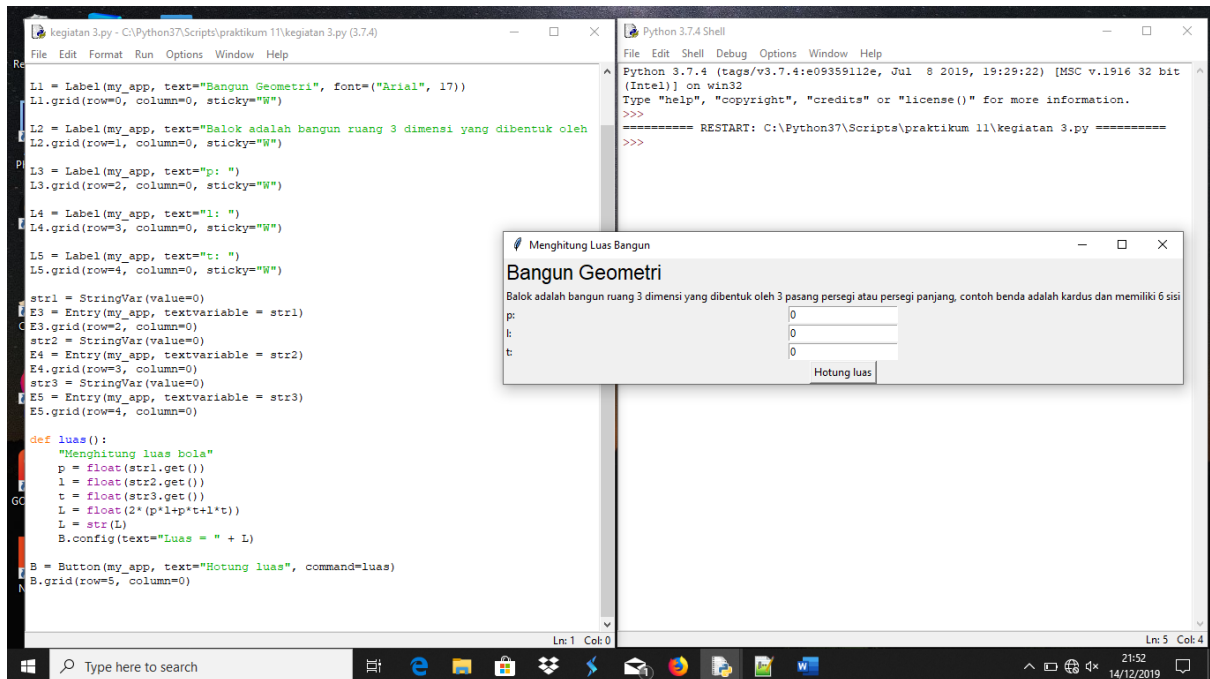 kegiatan 3.py - C:\Python37\Scripts\praktikum 11\kegiatan 3.py (3.7.4)
File Edit Format Run Options Window Help
L1 = Label(my_app, text="Bangun Geometri", font=("Arial", 17))
L1.grid(row=0, column=0, sticky="W")
L2 = Label(my_app, text="Balok adalah bangun ruang 3 dimensi yang dibentuk oleh
L2.grid(row=1, column=0, sticky="W")
L3 = Label(my_app, text="p: ")
L3.grid(row=2, column=0, sticky="W")
L4 = Label(my_app, text="l: ")
L4.grid(row=3, column=0, sticky="W")
L5 = Label(my_app, text="t: ")
L5.grid(row=4, column=0, sticky="W")
str1 = StringVar(value=0)
E3 = Entry(my_app, textvariable = str1)
E3.grid(row=2, column=0)
str2 = StringVar(value=0)
E4 = Entry(my_app, textvariable = str2)
E4.grid(row=3, column=0)
str3 = StringVar(value=0)
E5 = Entry(my_app, textvariable = str3)
E5.grid(row=4, column=0)
def luas():
"Menghitung luas bola"
p = float(str1.get())
l = float(str2.get())
t = float(str3.get())
L = float(2*(p*l+p*t+l*t))
L = str(L)
B.config(text="Luas = " + L)
B = Button(my_app, text="Hotung luas", command=luas)
B.grid(row=5, column=0)
Ln: 1 Col: 0
Python 3.7.4 Shell
File Edit Shell Debug Options Window Help
Python 3.7.4 (tags/v3.7.4:e09359112e, Jul  8 2019, 19:29:22) [MSC v.1916 32 bit
(Intel)] on win32
Type "help", "copyright", "credits" or "license()" for more information.
>>>
========== RESTART: C:\Python37\Scripts\praktikum 11\kegiatan 3.py ==========
>>>
Ln: 5 Col: 4
Menghitung Luas Bangun
Bangun Geometri
Balok adalah bangun ruang 3 dimensi yang dibentuk oleh 3 pasang persegi atau persegi panjang, contoh benda adalah kardus dan memiliki 6 sisi
p: 0
l: 0
t: 0
Hotung luas
Type here to search
21:52
14/12/2019